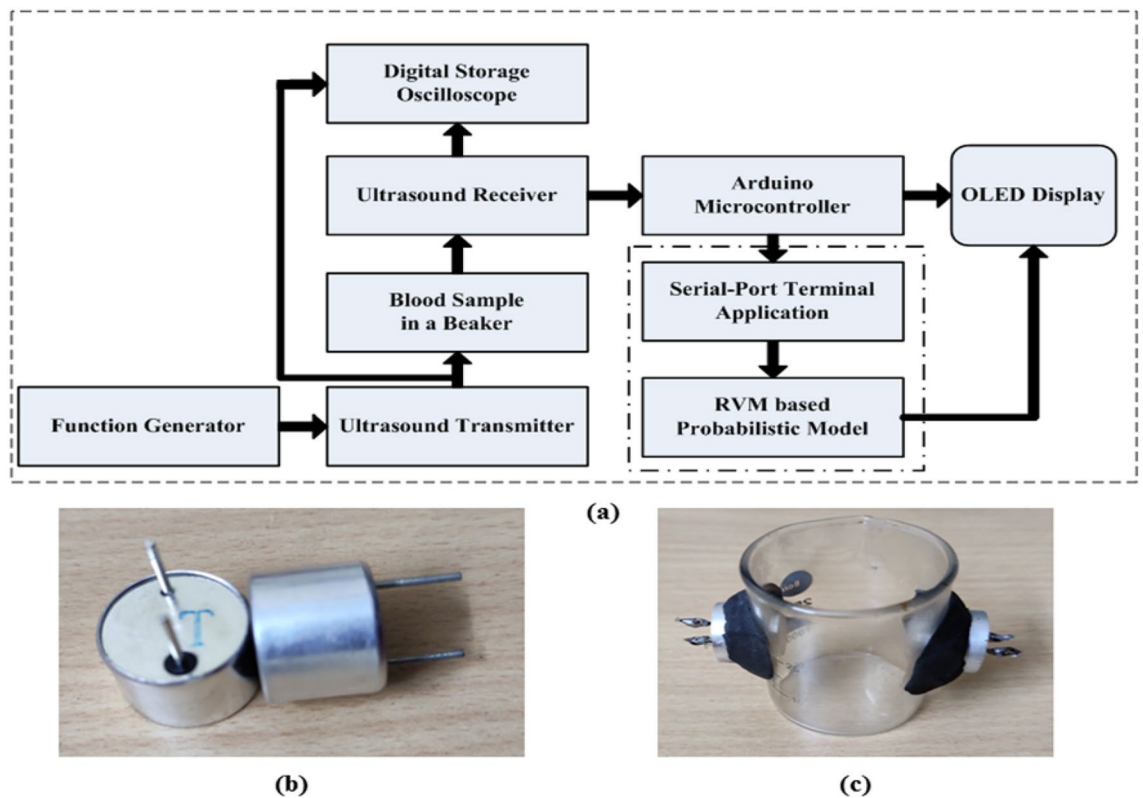 Digital Storage
Oscilloscope
Ultrasound Receiver
Arduino
Microcontroller
OLED Display
Blood Sample
in a Beaker
Serial-Port Terminal
Application
Function Generator
Ultrasound Transmitter
RVM based
Probabilistic Model
(a)
T
(b)
(c)